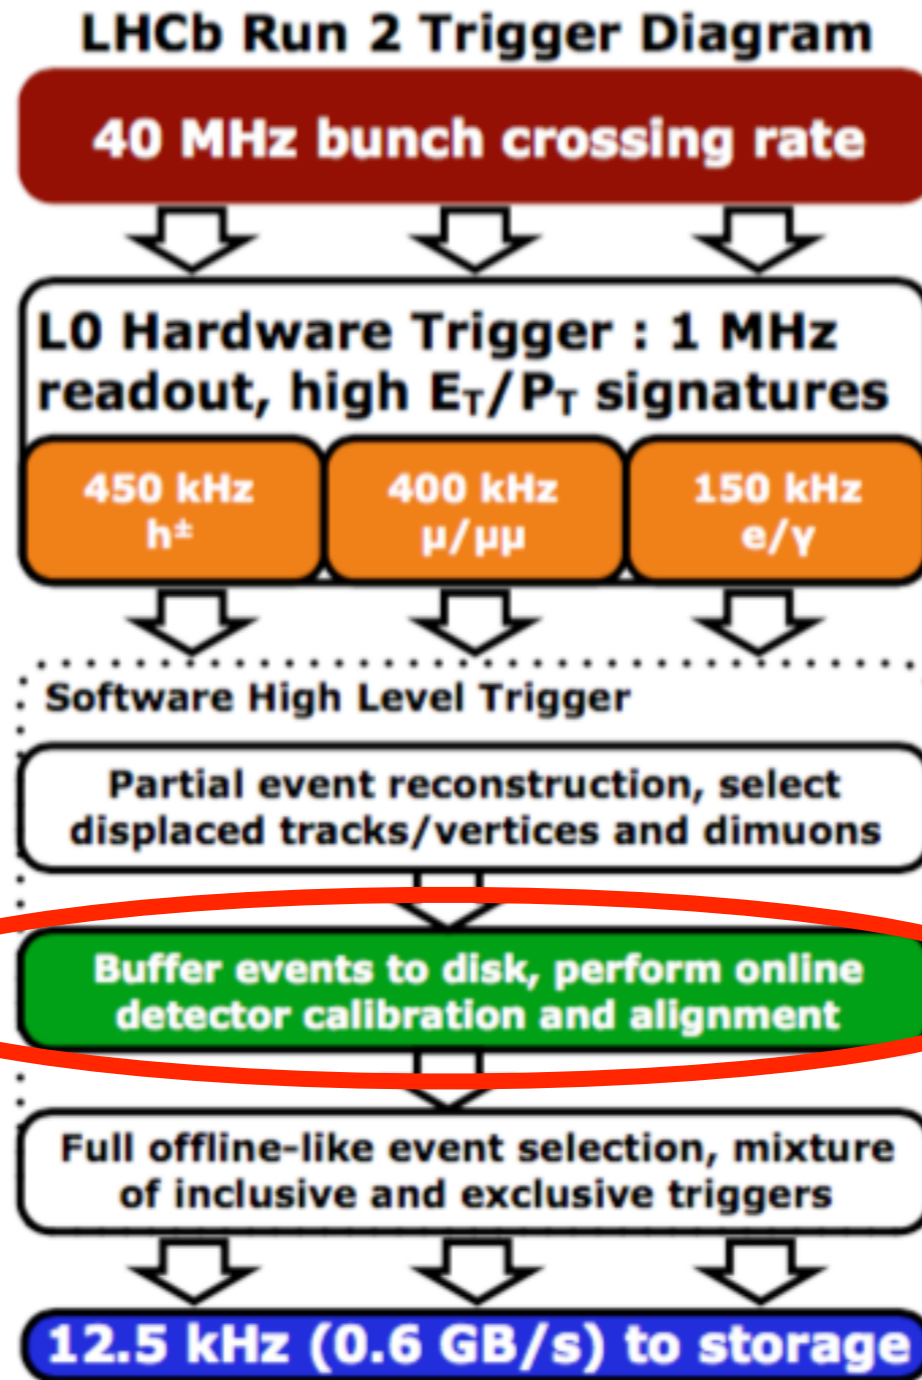 LHCb Run 2 Trigger Diagram
40 MHz bunch crossing rate
L0 Hardware Trigger : 1 MHz
readout, high E_T/P_T signatures
450 kHz
h±
400 kHz
μ/μμ
150 kHz
e/γ
Software High Level Trigger
Partial event reconstruction, select
displaced tracks/vertices and dimuons
Buffer events to disk, perform online
detector calibration and alignment
Full offline-like event selection, mixture
of inclusive and exclusive triggers
12.5 kHz (0.6 GB/s) to storage